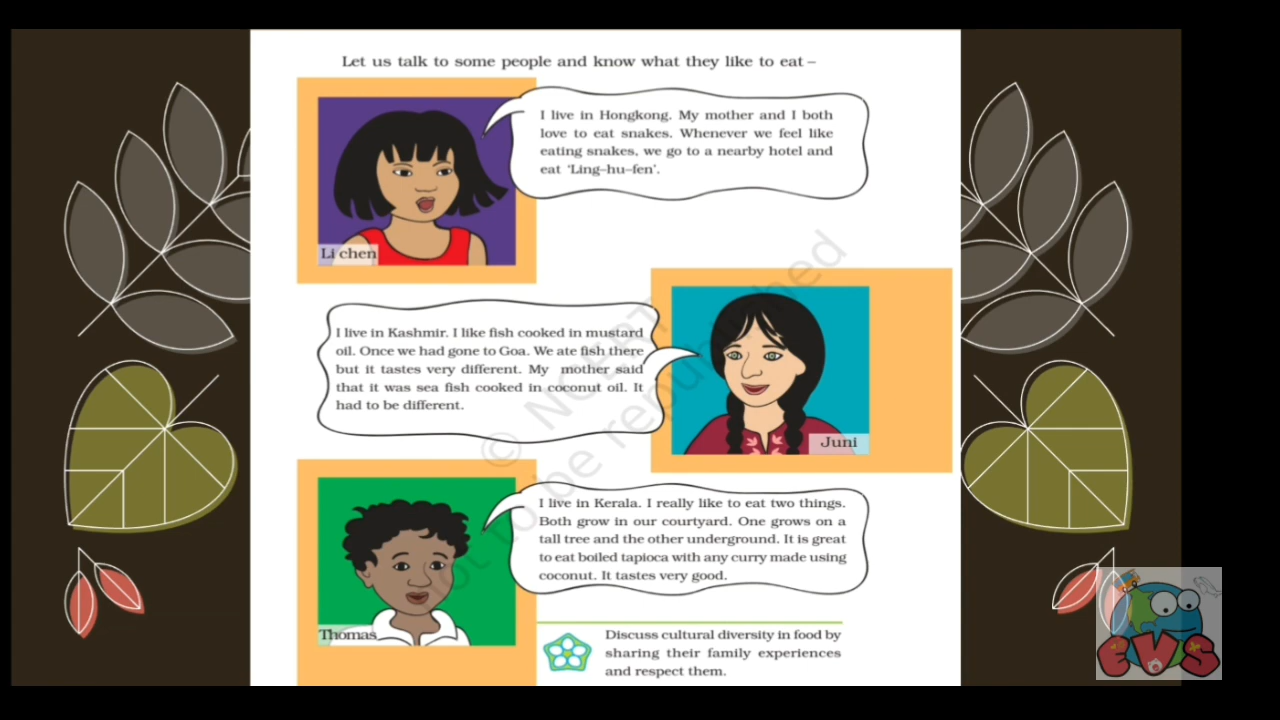 Let us talk to some people and know what they like to eat –
I live in Hongkong. My mother and I both
love to eat snakes. Whenever we feel like
eating snakes, we go to a nearby hotel and
eat ‘Ling–hu–fen’.
Li chen
I live in Kashmir. I like fish cooked in mustard
oil. Once we had gone to Goa. We ate fish there
but it tastes very different. My mother said
that it was sea fish cooked in coconut oil. It
had to be different.
Juni
I live in Kerala. I really like to eat two things.
Both grow in our courtyard. One grows on a
tall tree and the other underground. It is great
to eat boiled tapioca with any curry made using
coconut. It tastes very good.
Thomas
Discuss cultural diversity in food by
sharing their family experiences
and respect them.
© NCERT
not to be republished
EVS